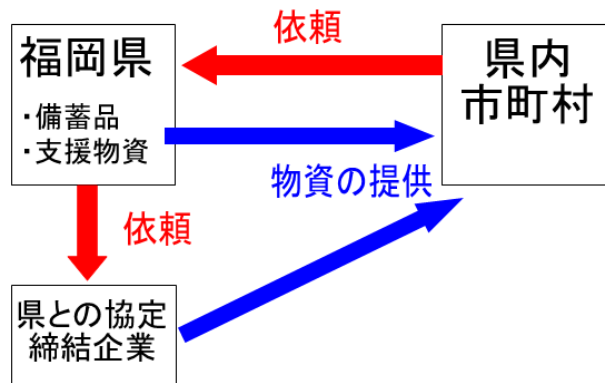 依頼
福岡県
・備蓄品
・支援物資
県内
市町村
物資の提供
依頼
県との協定
締結企業